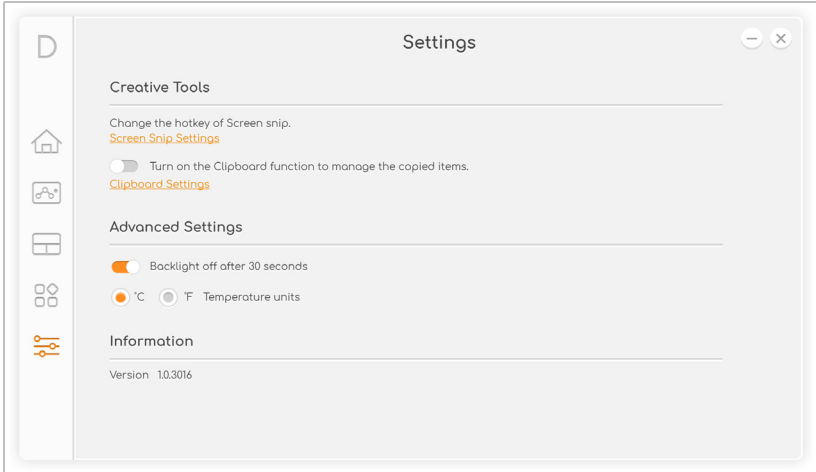 D
Settings
Creative Tools
Change the hotkey of Screen snip.
Screen Snip Settings
Turn on the Clipboard function to manage the copied items.
Clipboard Settings
Advanced Settings
Backlight off after 30 seconds
°C °F Temperature units
Information
Version 1.0.3016